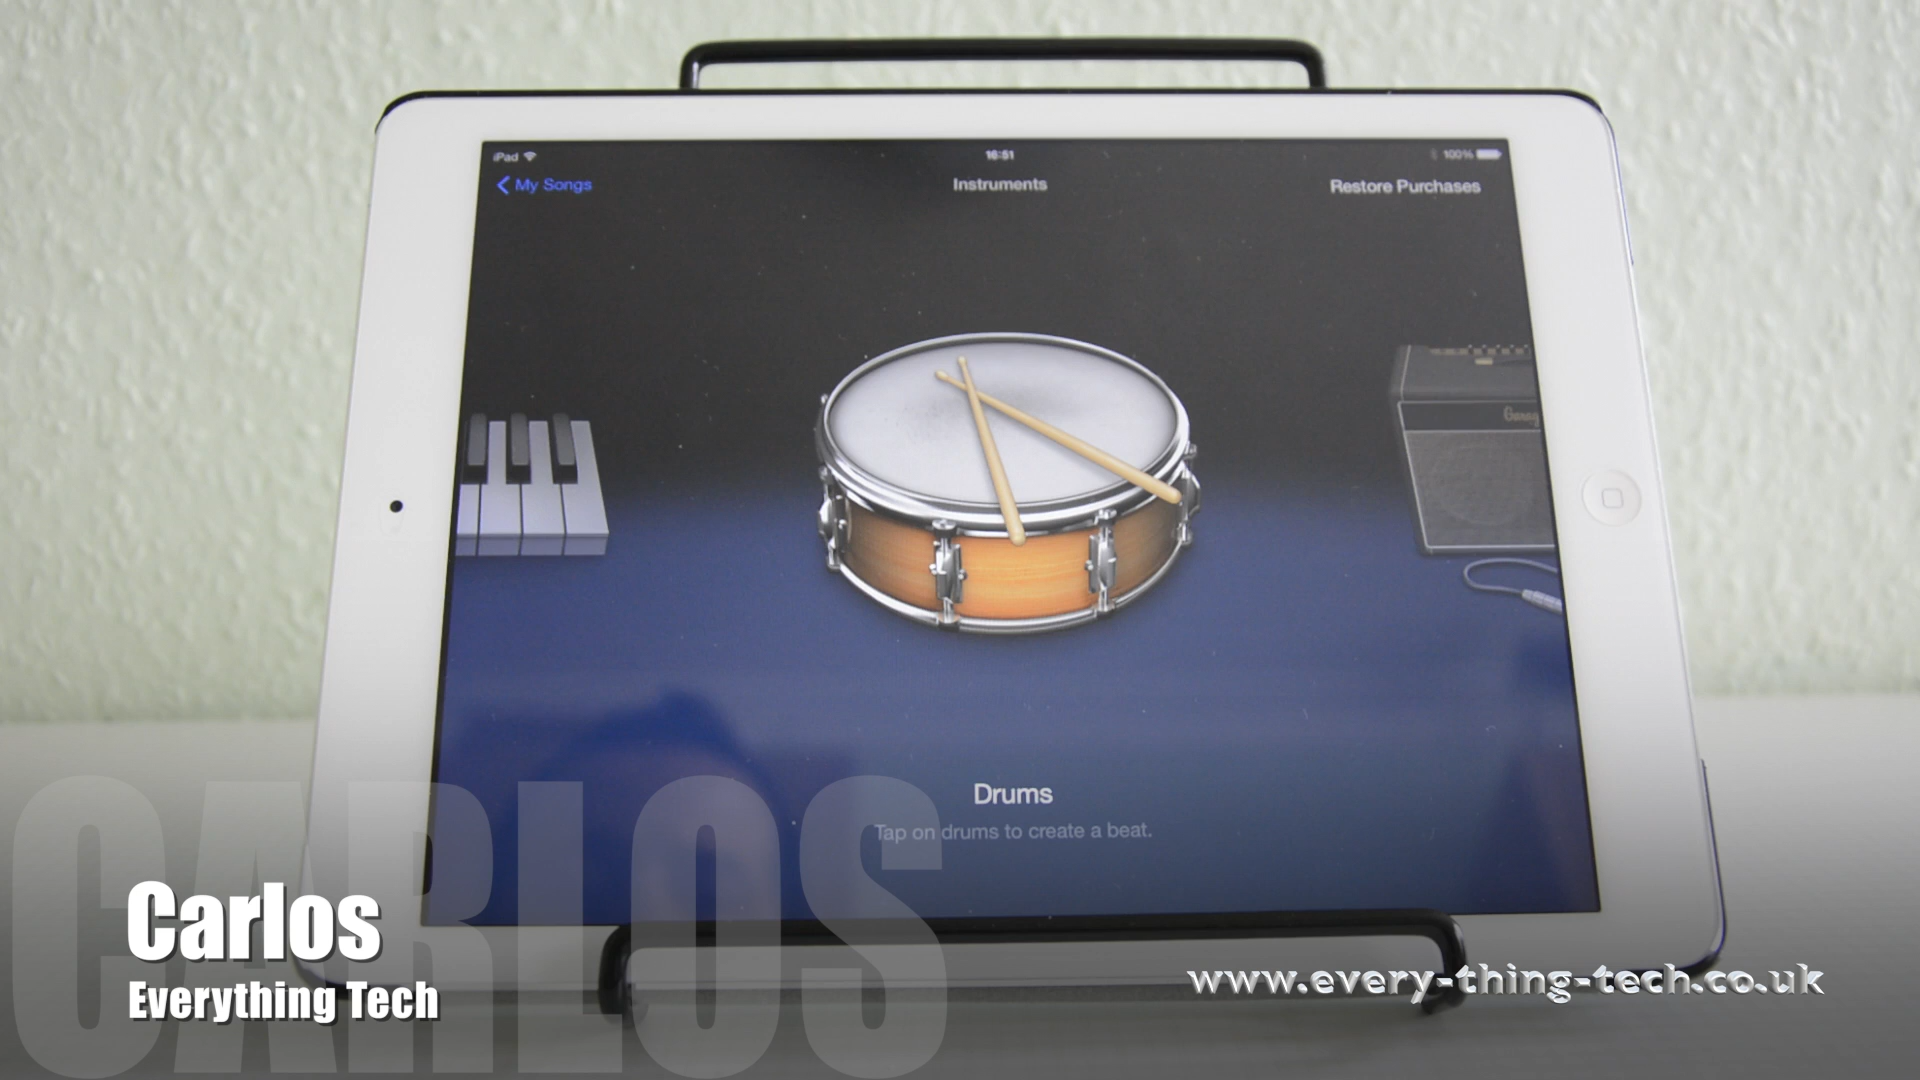 iPad
16:51
100%
My Songs
Instruments
Restore Purchases
Drums
Tap on drums to create a beat.
CARLOS
Carlos
Everything Tech
www.every-thing-tech.co.uk